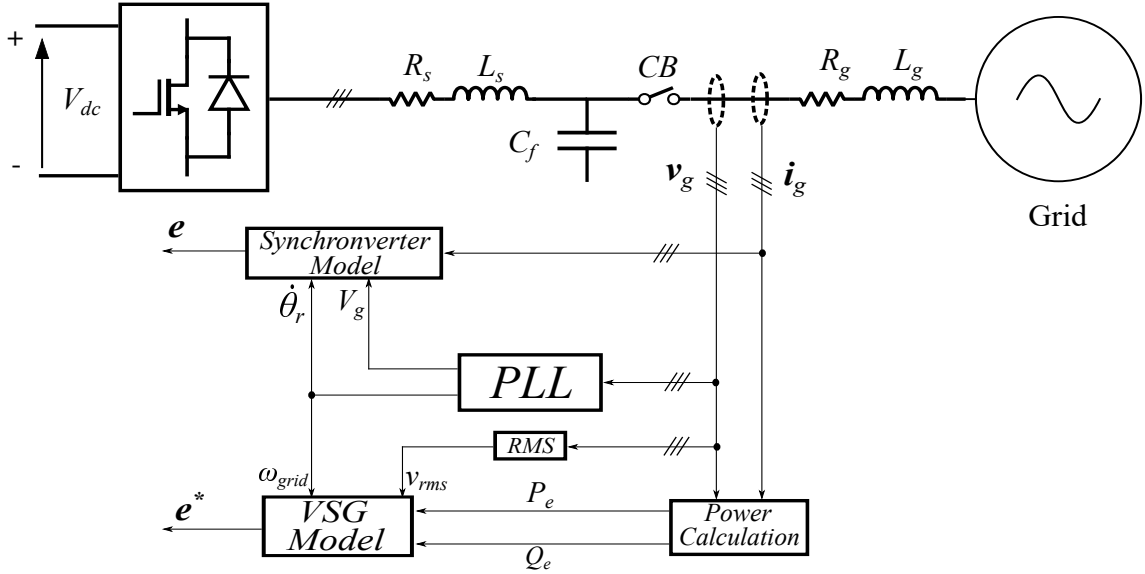 +
V_dc
-
R_s
L_s
C_f
CB
R_g
L_g
v_g
i_g
Grid
e
Synchronverter
Model
θ̇_r
V_g
PLL
RMS
ω_grid
v_rms
e*
VSG
Model
P_e
Q_e
Power
Calculation